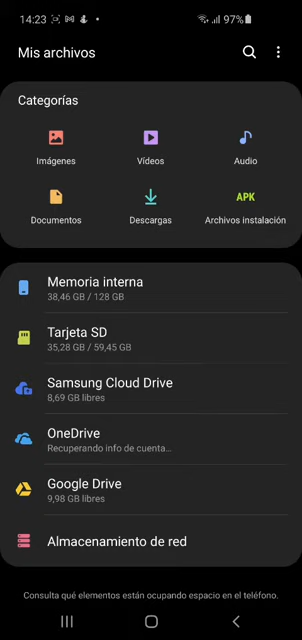 14:23 97%
Mis archivos
Categorías
Imágenes Vídeos Audio
APK
Documentos Descargas Archivos instalación
Memoria interna
38,46 GB / 128 GB
Tarjeta SD
35,28 GB / 59,45 GB
Samsung Cloud Drive
8,69 GB libres
OneDrive
Recuperando info de cuenta...
Google Drive
9,98 GB libres
Almacenamiento de red
Consulta qué elementos están ocupando espacio en el teléfono.